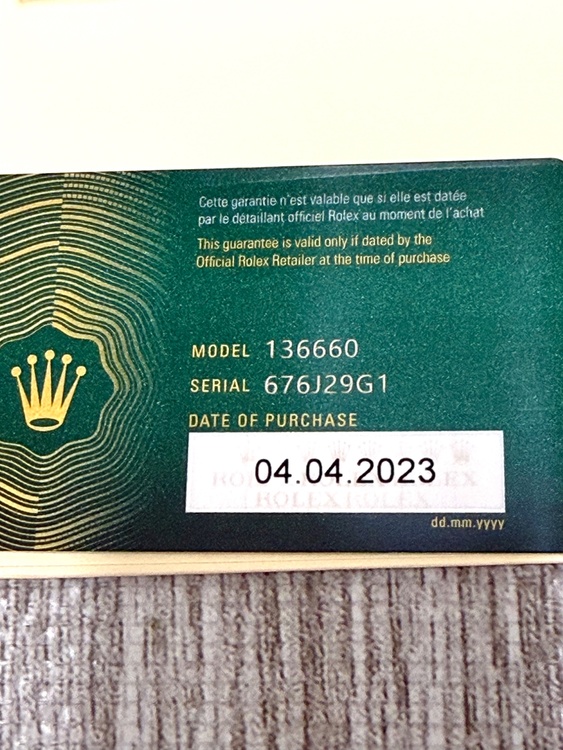 Cette garantie n'est valable que si elle est datée
par le détaillant officiel Rolex au moment de l'achat
This guarantee is valid only if dated by the
Official Rolex Retailer at the time of purchase
MODEL 136660
SERIAL 676J29G1
DATE OF PURCHASE
04.04.2023
ROLEX ROLEX
dd.mm.yyyy